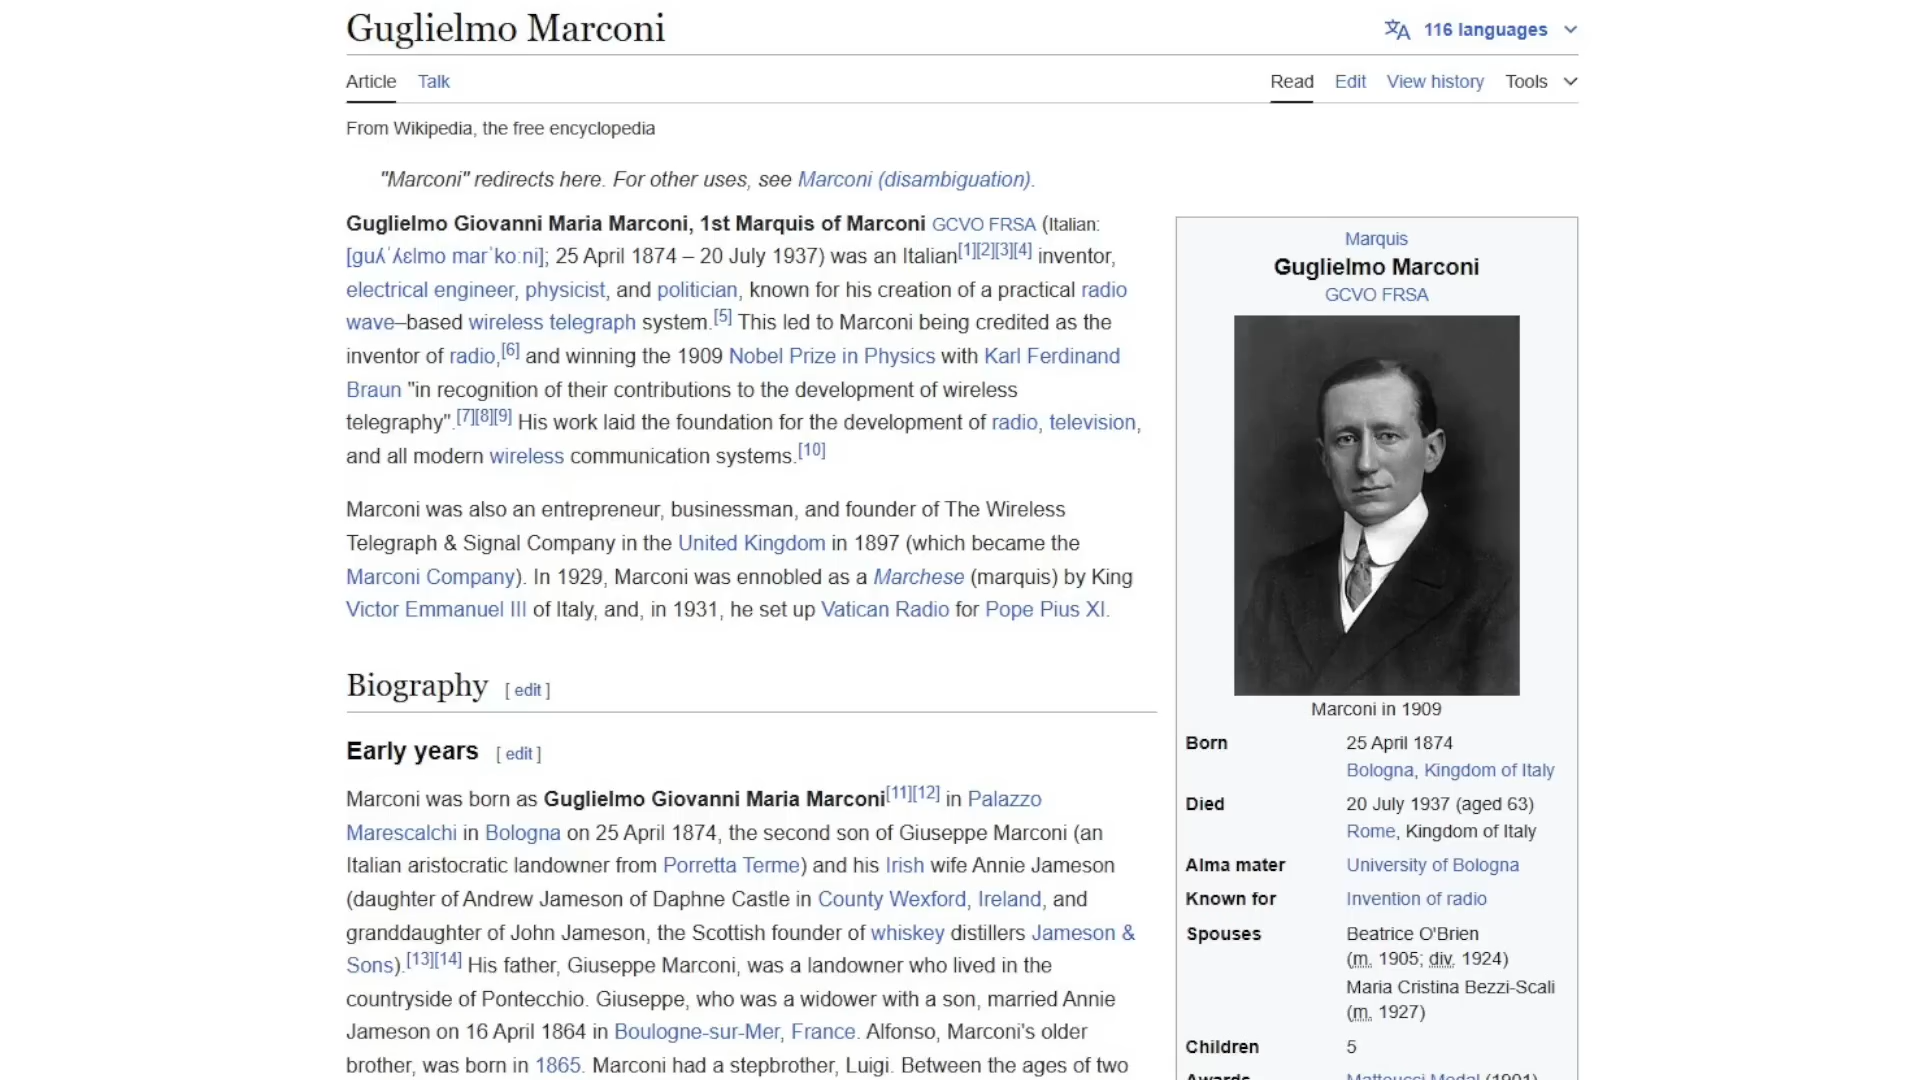 Guglielmo Marconi
116 languages
Article Talk
Read Edit View history Tools
From Wikipedia, the free encyclopedia
"Marconi" redirects here. For other uses, see Marconi (disambiguation).
Guglielmo Giovanni Maria Marconi, 1st Marquis of Marconi GCVO FRSA (Italian:
[ɡuʎˈʎɛlmo marˈkoːni]; 25 April 1874 – 20 July 1937) was an Italian[1][2][3][4] inventor,
electrical engineer, physicist, and politician, known for his creation of a practical radio
wave–based wireless telegraph system.[5] This led to Marconi being credited as the
inventor of radio,[6] and winning the 1909 Nobel Prize in Physics with Karl Ferdinand
Braun "in recognition of their contributions to the development of wireless
telegraphy".[7][8][9] His work laid the foundation for the development of radio, television,
and all modern wireless communication systems.[10]
Marconi was also an entrepreneur, businessman, and founder of The Wireless
Telegraph & Signal Company in the United Kingdom in 1897 (which became the
Marconi Company). In 1929, Marconi was ennobled as a Marchese (marquis) by King
Victor Emmanuel III of Italy, and, in 1931, he set up Vatican Radio for Pope Pius XI.
Biography [ edit ]
Early years [ edit ]
Marconi was born as Guglielmo Giovanni Maria Marconi[11][12] in Palazzo
Marescalchi in Bologna on 25 April 1874, the second son of Giuseppe Marconi (an
Italian aristocratic landowner from Porretta Terme) and his Irish wife Annie Jameson
(daughter of Andrew Jameson of Daphne Castle in County Wexford, Ireland, and
granddaughter of John Jameson, the Scottish founder of whiskey distillers Jameson &
Sons).[13][14] His father, Giuseppe Marconi, was a landowner who lived in the
countryside of Pontecchio. Giuseppe, who was a widower with a son, married Annie
Jameson on 16 April 1864 in Boulogne-sur-Mer, France. Alfonso, Marconi's older
brother, was born in 1865. Marconi had a stepbrother, Luigi. Between the ages of two
Marquis
Guglielmo Marconi
GCVO FRSA
Marconi in 1909
Born 25 April 1874
Bologna, Kingdom of Italy
Died 20 July 1937 (aged 63)
Rome, Kingdom of Italy
Alma mater University of Bologna
Known for Invention of radio
Spouses Beatrice O'Brien
(m. 1905; div. 1924)
Maria Cristina Bezzi-Scali
(m. 1927)
Children 5
Awards Matteucci Medal (1901)